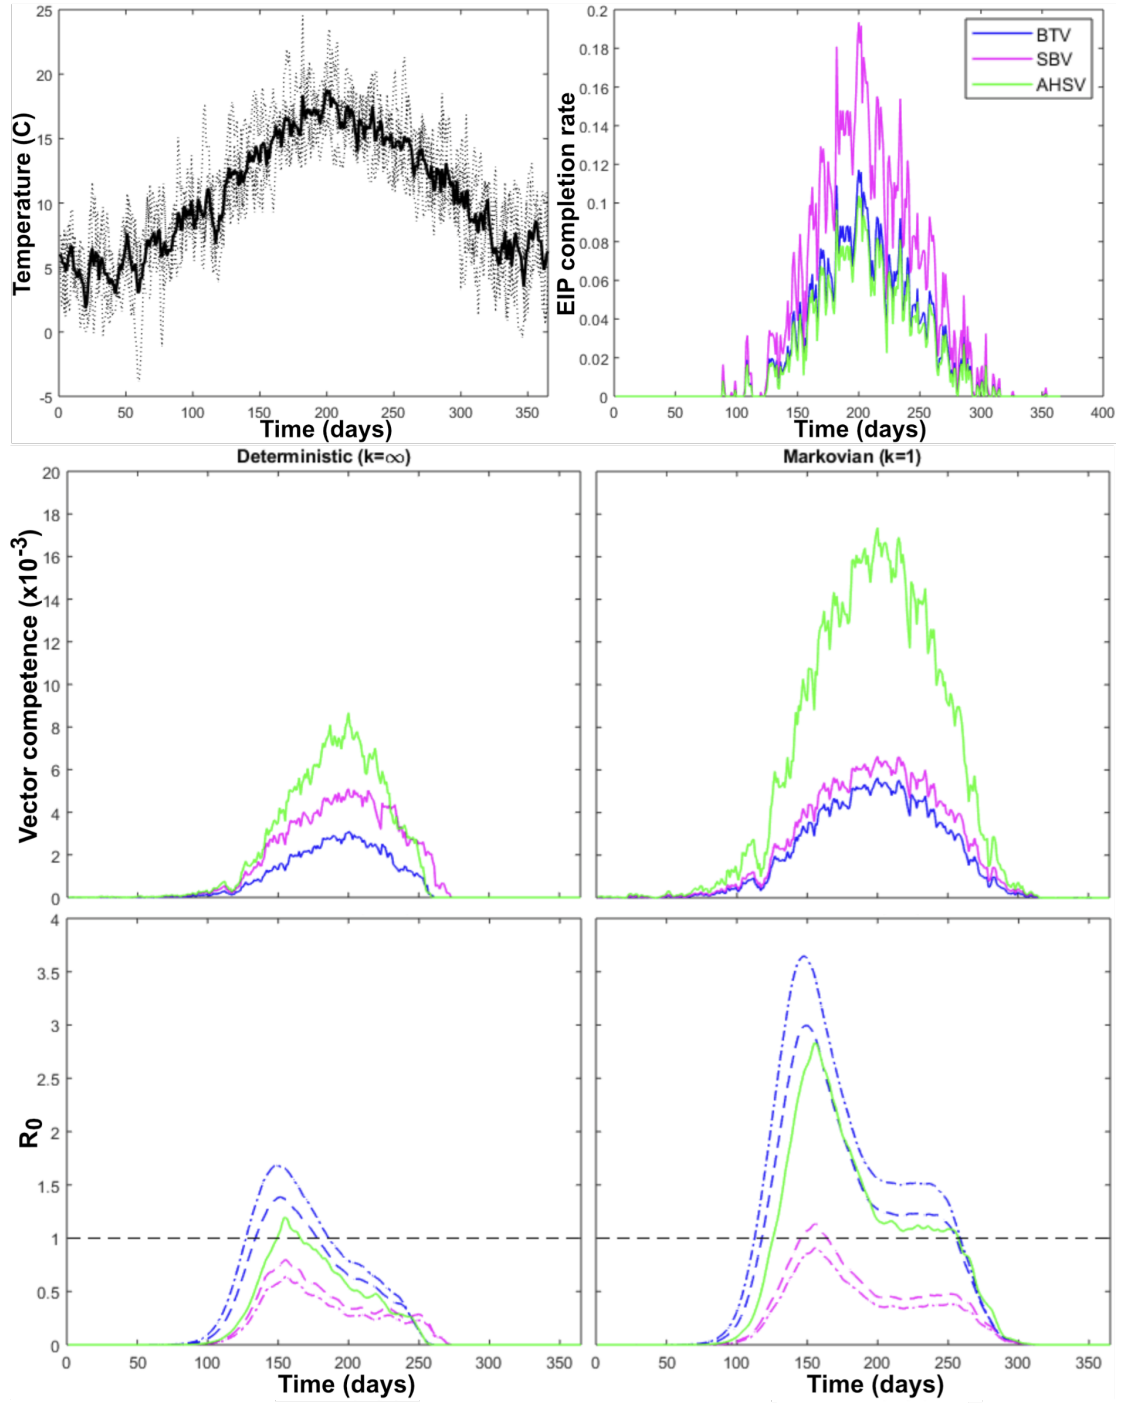 25
20
15
10
5
0
-5
Temperature (C)
0 50 100 150 200 250 300 350
Time (days)
0.2
0.18
0.16
0.14
0.12
0.1
0.08
0.06
0.04
0.02
0
EIP completion rate
BTV
SBV
AHSV
0 50 100 150 200 250 300 350 400
Time (days)
Deterministic (k=∞)
Markovian (k=1)
20
18
16
14
12
10
8
6
4
2
0
Vector competence (x10-3)
4
3.5
3
2.5
2
1.5
1
0.5
0
R0
0 50 100 150 200 250 300 350
Time (days)
0 50 100 150 200 250 300 350
Time (days)